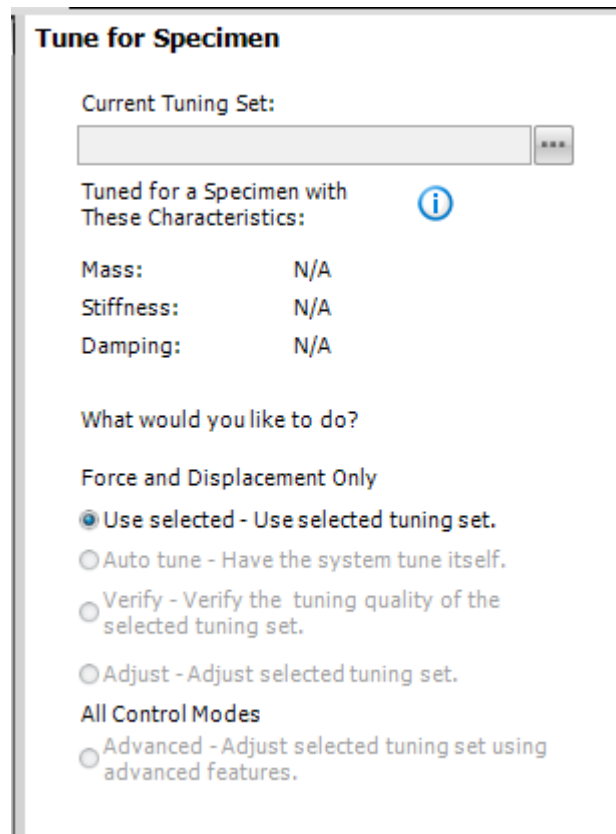 Tune for Specimen
Current Tuning Set:
...
Tuned for a Specimen with
These Characteristics:
i
Mass: N/A
Stiffness: N/A
Damping: N/A
What would you like to do?
Force and Displacement Only
Use selected - Use selected tuning set.
Auto tune - Have the system tune itself.
Verify - Verify the tuning quality of the
selected tuning set.
Adjust - Adjust selected tuning set.
All Control Modes
Advanced - Adjust selected tuning set using
advanced features.